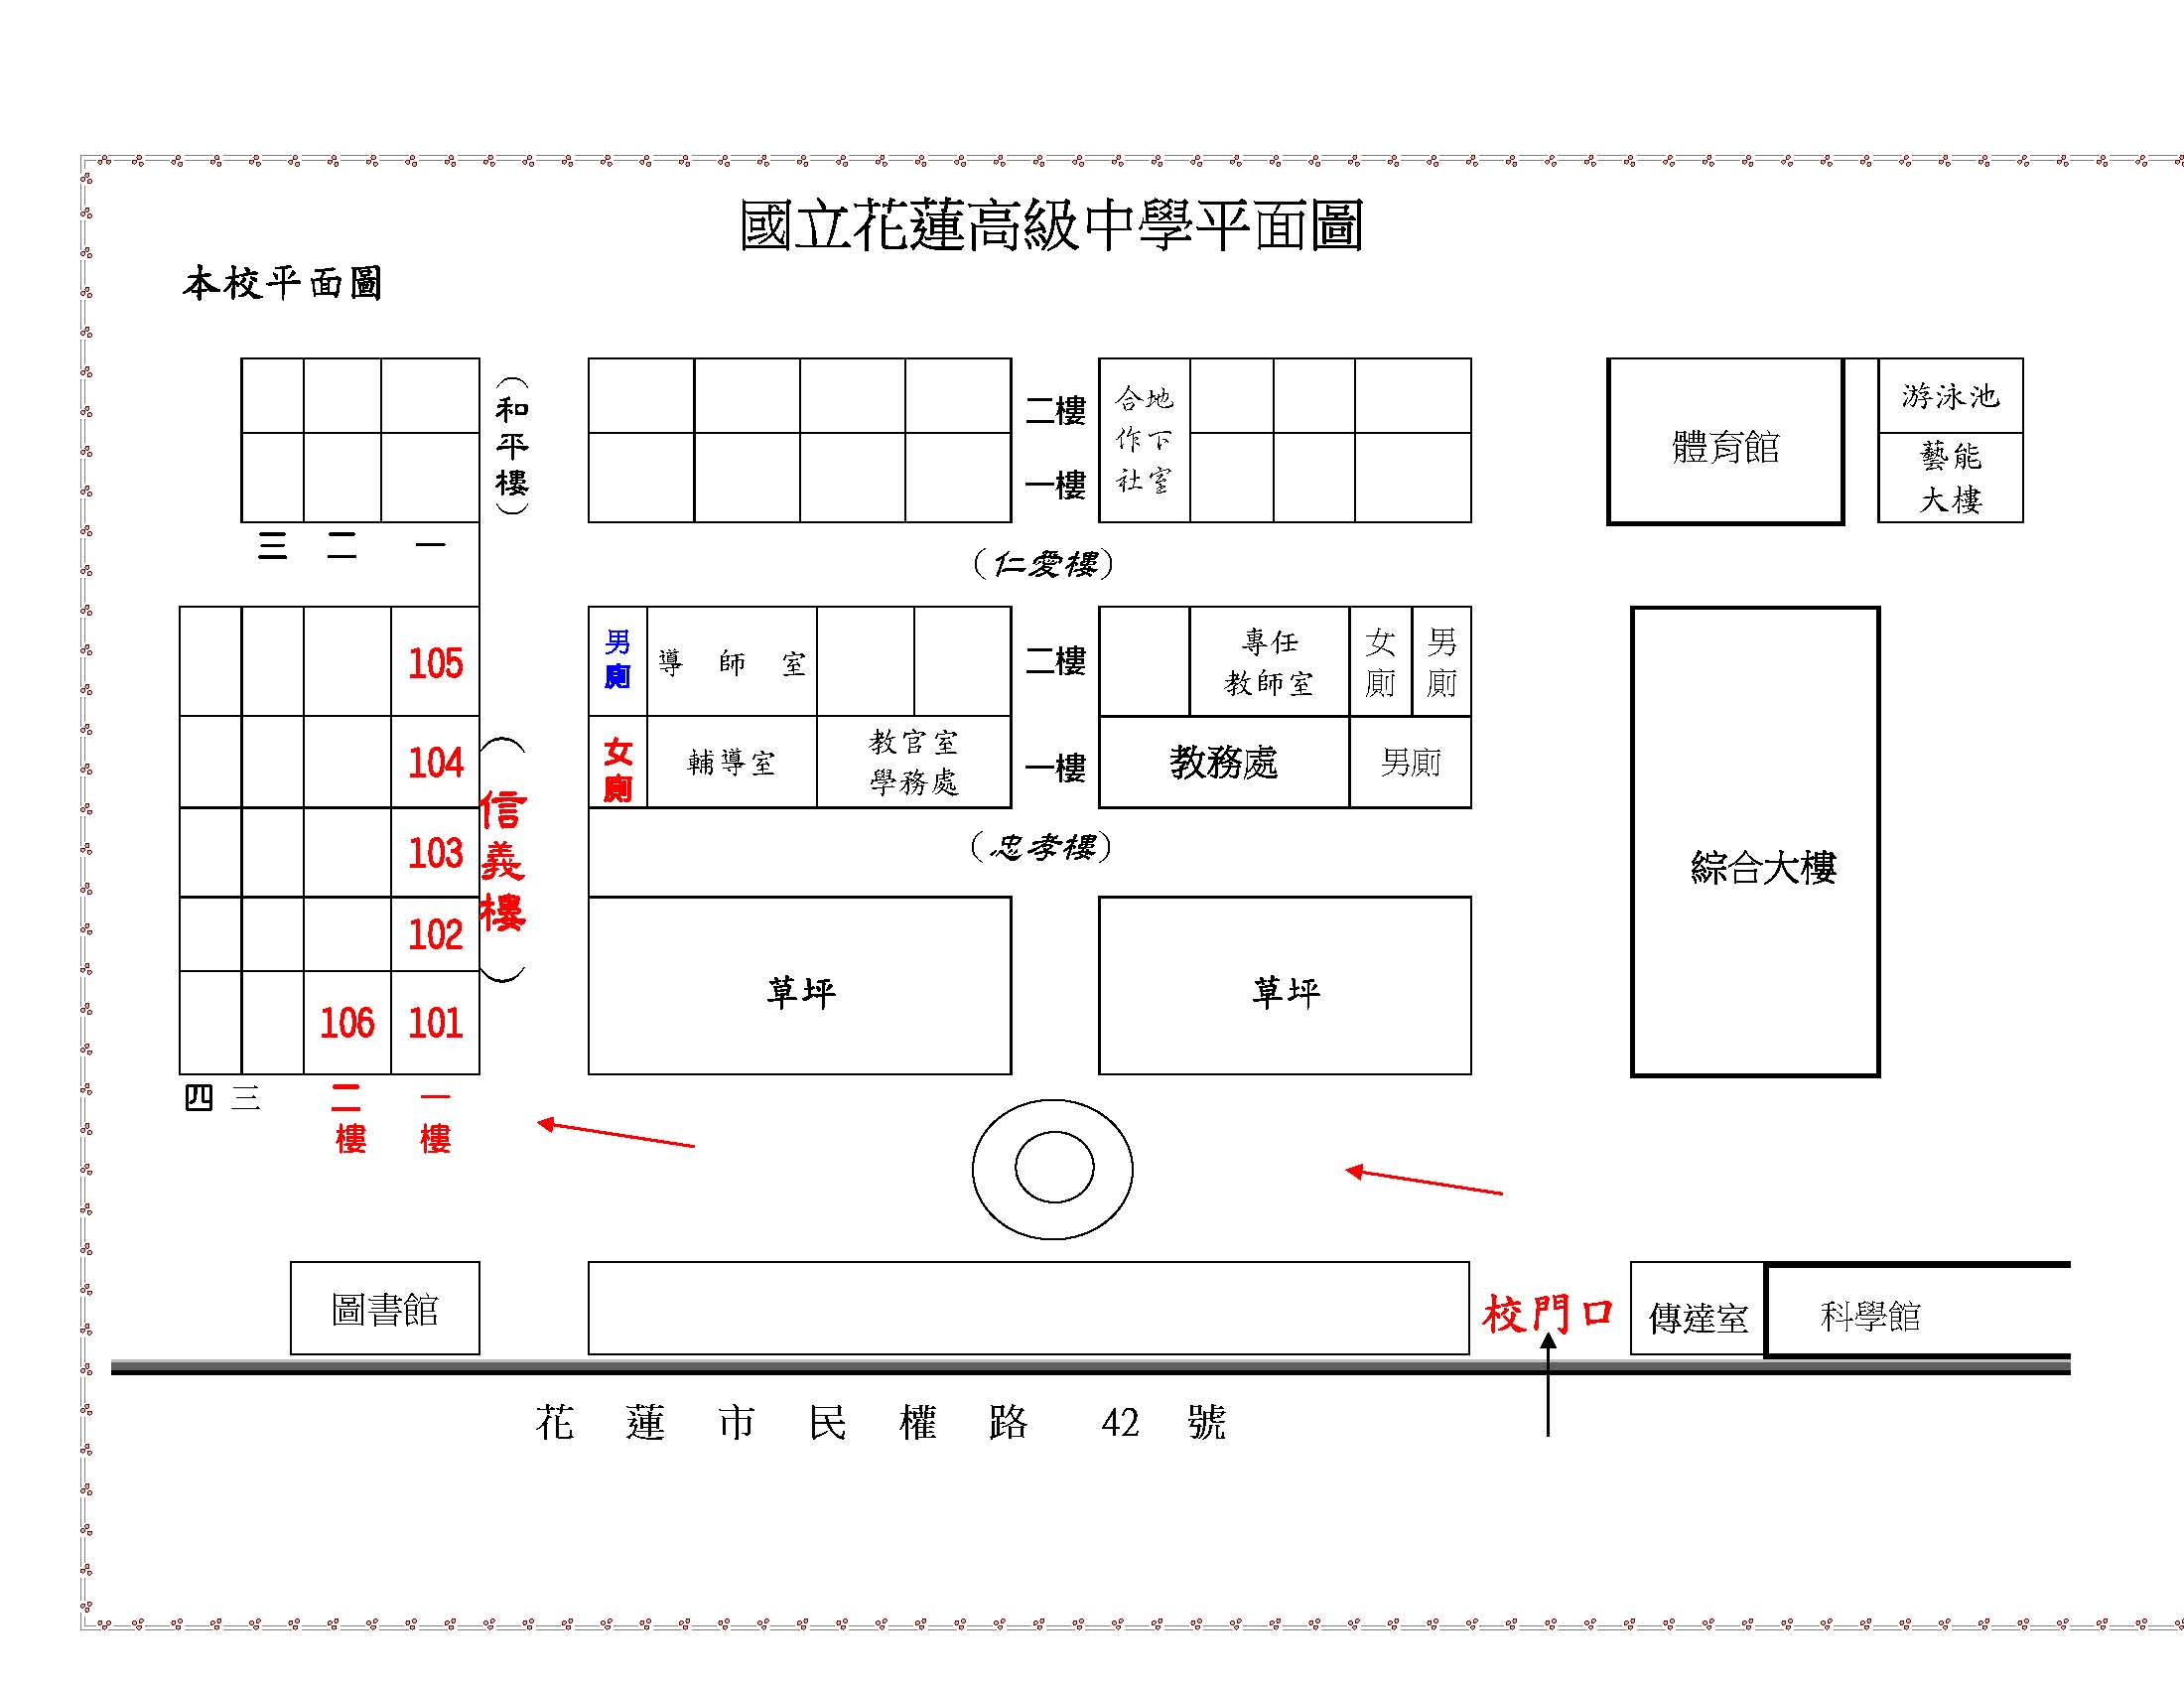 國立花蓮高級中學平面圖
本校平面圖
(和平樓)
二樓
一樓
合作社
地下室
體育館
游泳池
藝能
大樓
三 二 一
(仁愛樓)
105
104
103
102
106 101
(信義樓)
男廁
導 師 室
女廁
輔導室
教官室
學務處
二樓
一樓
專任
教師室
女廁
男廁
教務處
男廁
(忠孝樓)
綜合大樓
草坪
草坪
四 三 二樓 一樓
圖書館
校門口
傳達室
科學館
花 蓮 市 民 權 路 42 號